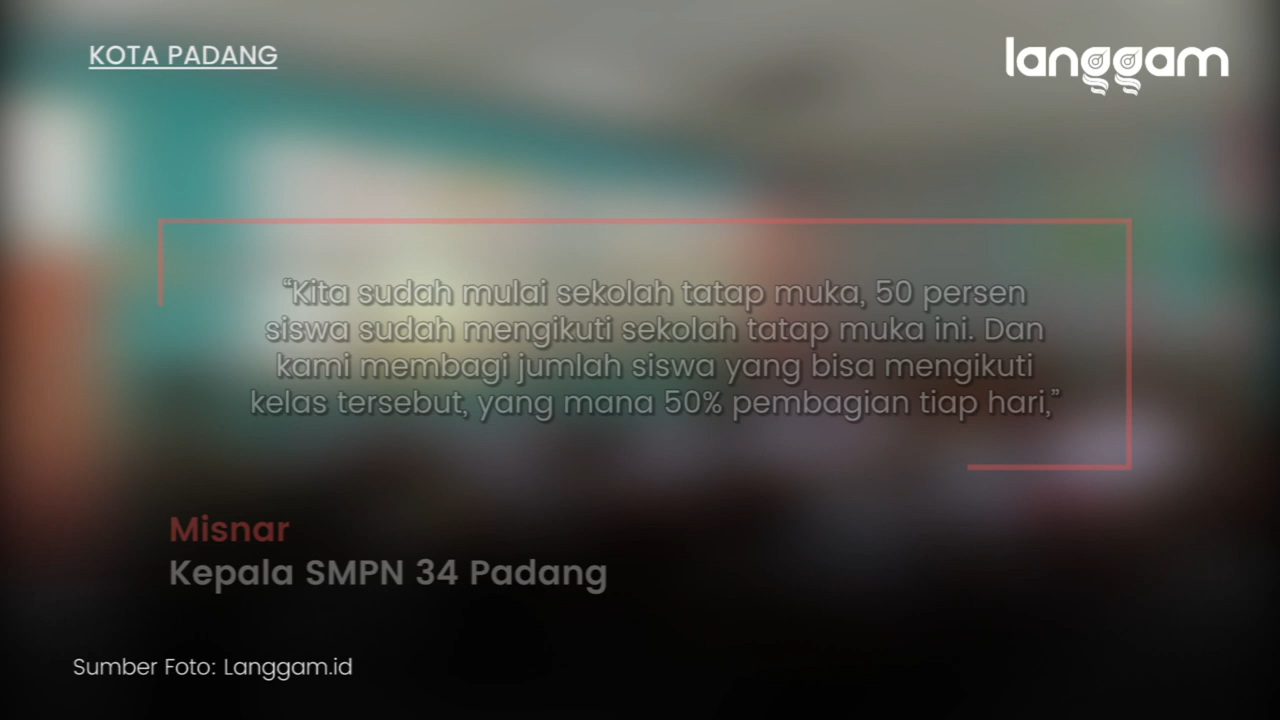 KOTA PADANG
langgam
“Kita sudah mulai sekolah tatap muka, 50 persen
siswa sudah mengikuti sekolah tatap muka ini. Dan
kami membagi jumlah siswa yang bisa mengikuti
kelas tersebut, yang mana 50% pembagian tiap hari,”
Misnar
Kepala SMPN 34 Padang
Sumber Foto: Langgam.id